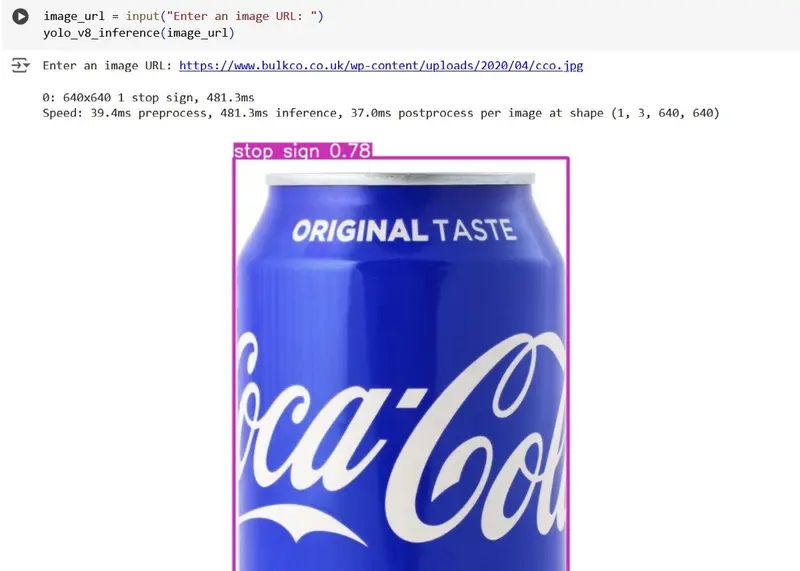 image_url = input("Enter an image URL: ")
yolo_v8_inference(image_url)
Enter an image URL: https://www.bulkco.co.uk/wp-content/uploads/2020/04/cco.jpg
0: 640x640 1 stop sign, 481.3ms
Speed: 39.4ms preprocess, 481.3ms inference, 37.0ms postprocess per image at shape (1, 3, 640, 640)
stop sign 0.78
ORIGINAL TASTE
Coca-Cola